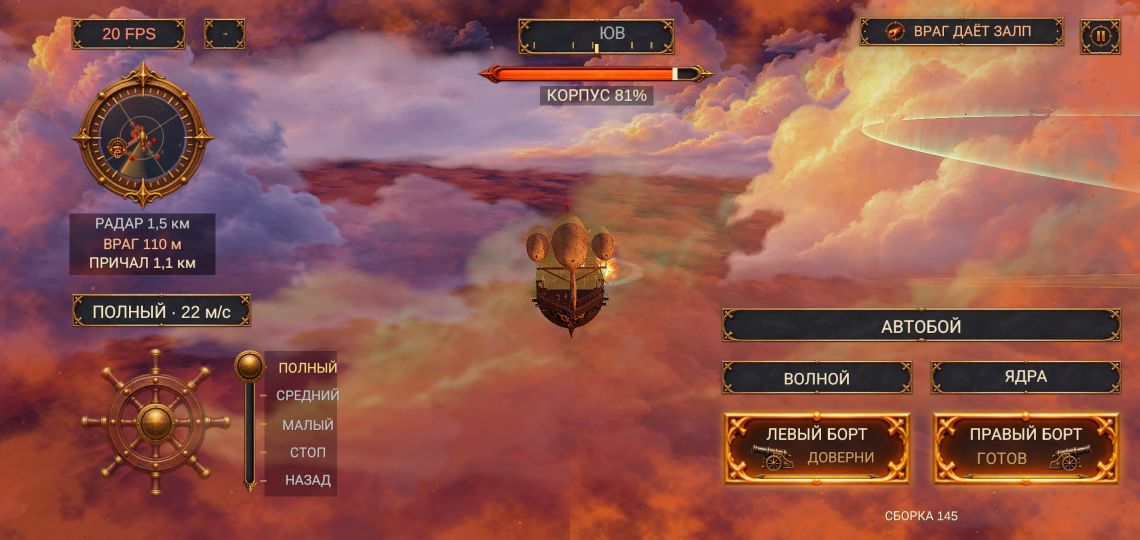 20 FPS
ЮВ
ВРАГ ДАЁТ ЗАЛП
КОРПУС 81%
РАДАР 1,5 км
ВРАГ 110 м
ПРИЧАЛ 1,1 км
ПОЛНЫЙ · 22 м/с
ПОЛНЫЙ
СРЕДНИЙ
МАЛЫЙ
СТОП
НАЗАД
АВТОБОЙ
ВОЛНОЙ
ЯДРА
ЛЕВЫЙ БОРТ
ДОВЕРНИ
ПРАВЫЙ БОРТ
ГОТОВ
СБОРКА 145